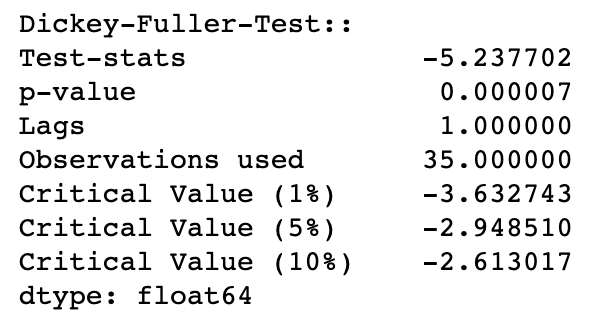 Dickey-Fuller-Test::
Test-stats -5.237702
p-value 0.000007
Lags 1.000000
Observations used 35.000000
Critical Value (1%) -3.632743
Critical Value (5%) -2.948510
Critical Value (10%) -2.613017
dtype: float64